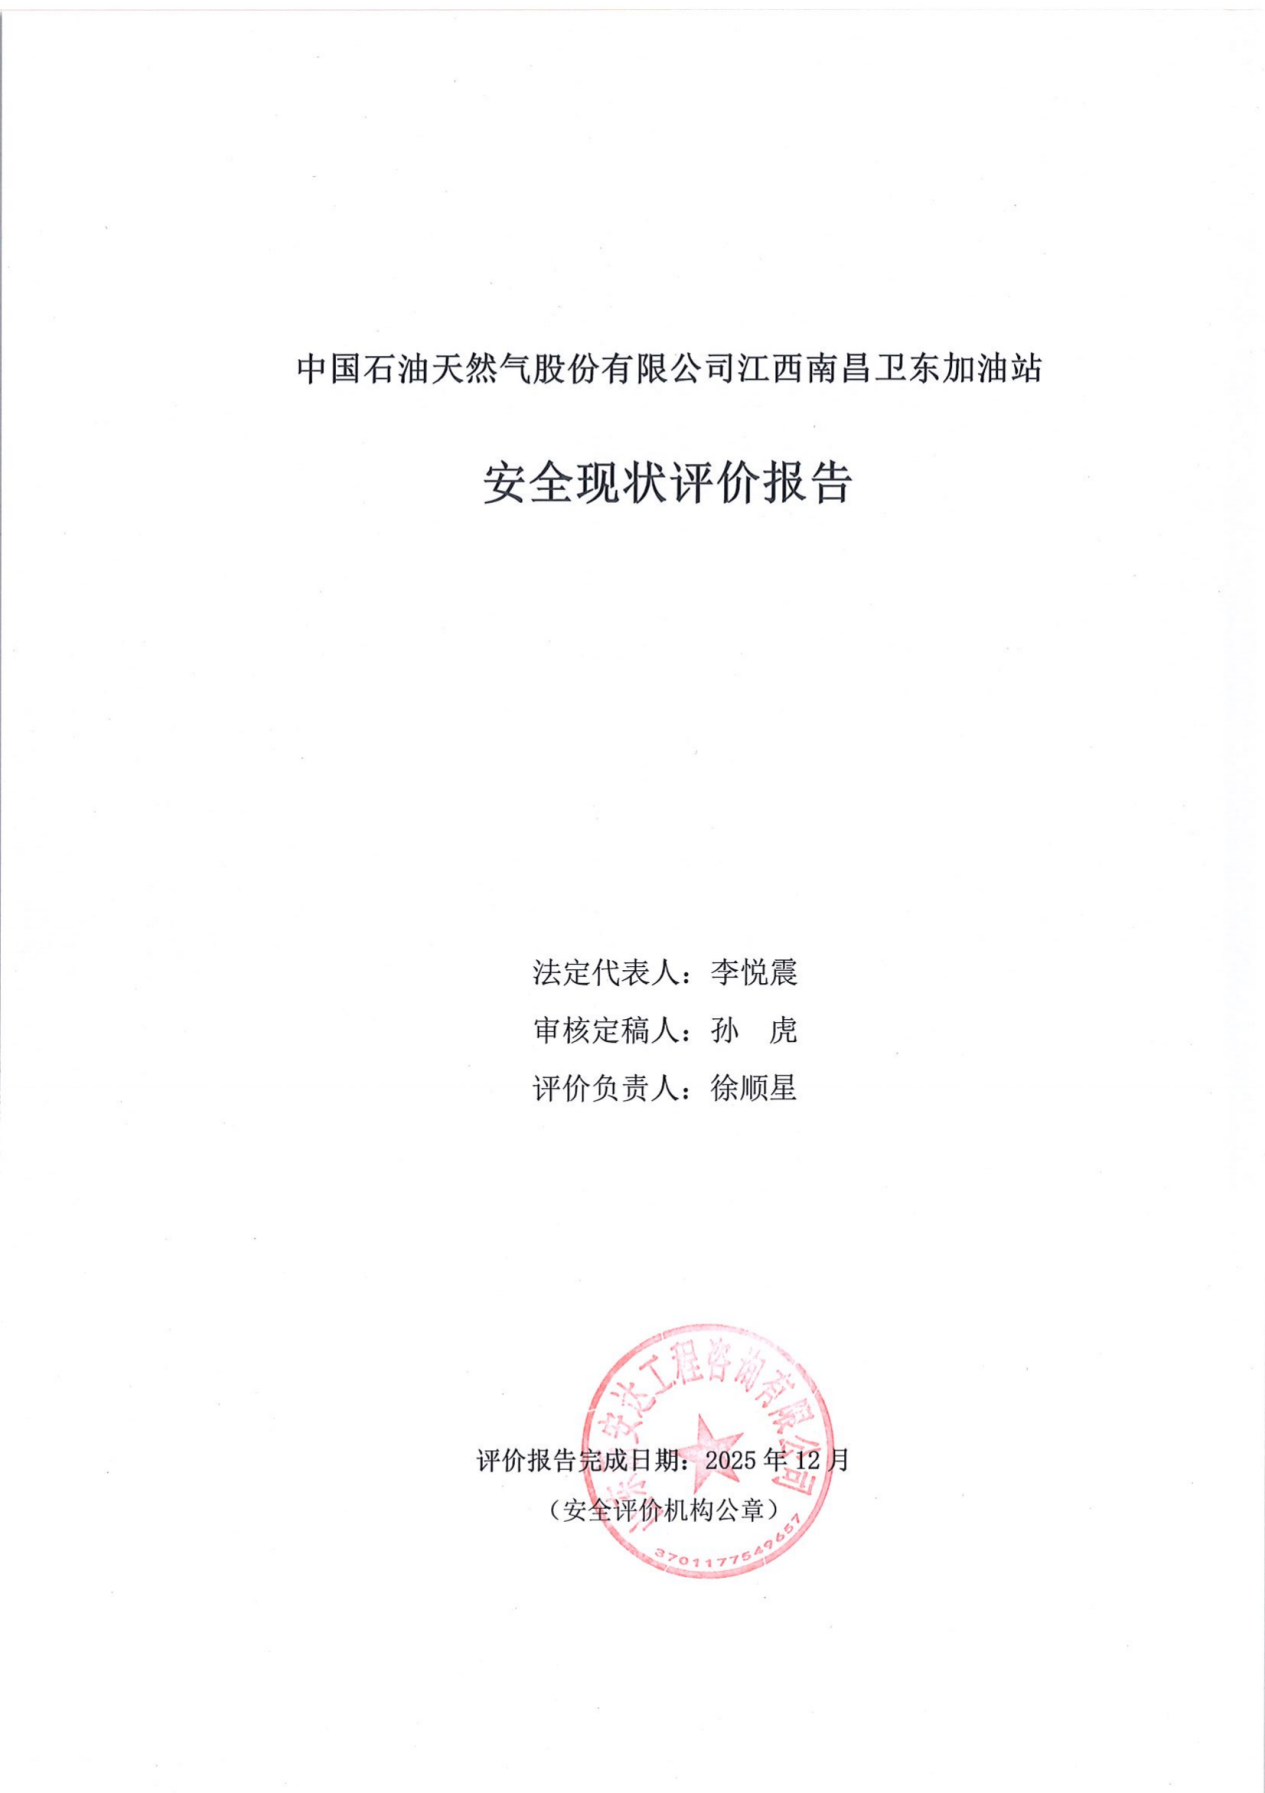 中国石油天然气股份有限公司江西南昌卫东加油站
安全现状评价报告
法定代表人：李悦震
审核定稿人：孙　虎
评价负责人：徐顺星
评价报告完成日期：2025年12月
（安全评价机构公章）
安达工程咨询有限公司
3701177549657